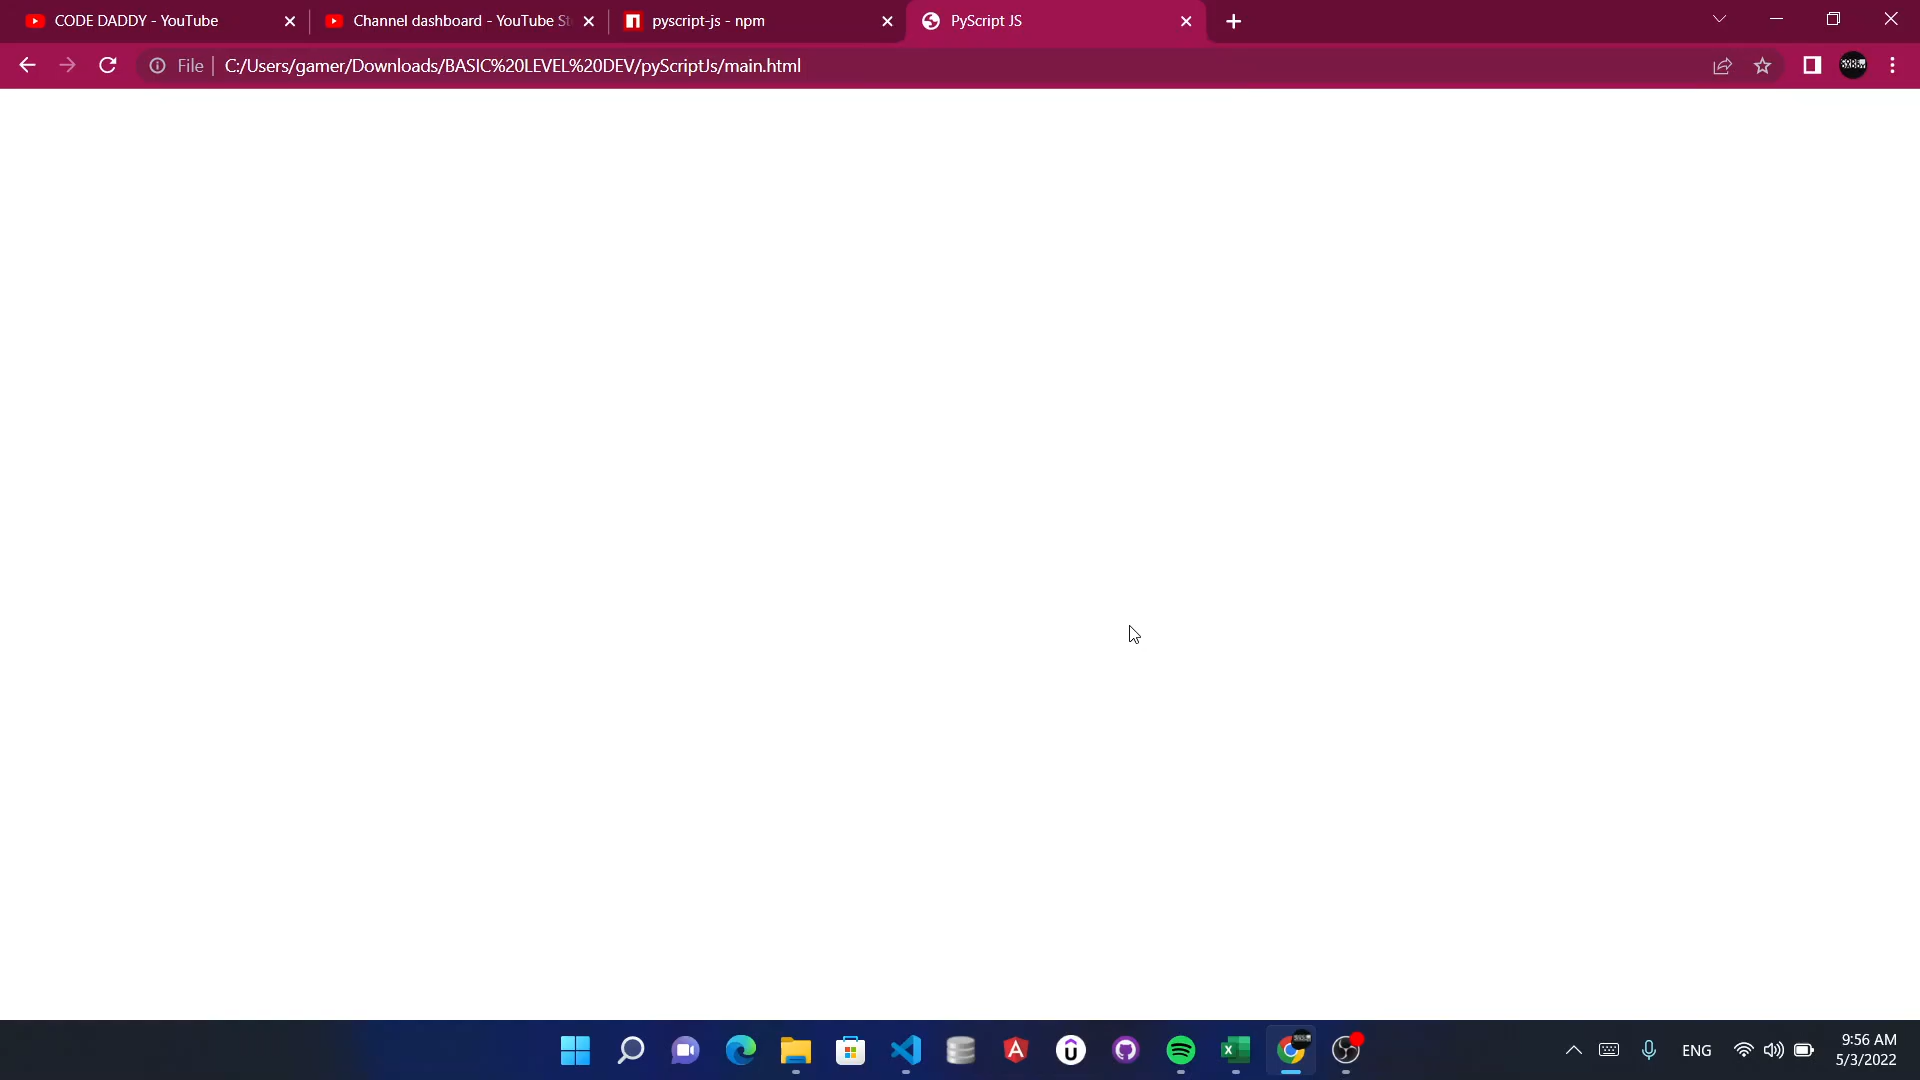 CODE DADDY - YouTube
Channel dashboard - YouTube St
pyscript-js - npm
PyScript JS
File
C:/Users/gamer/Downloads/BASIC%20LEVEL%20DEV/pyScriptJs/main.html
ENG
9:56 AM
5/3/2022